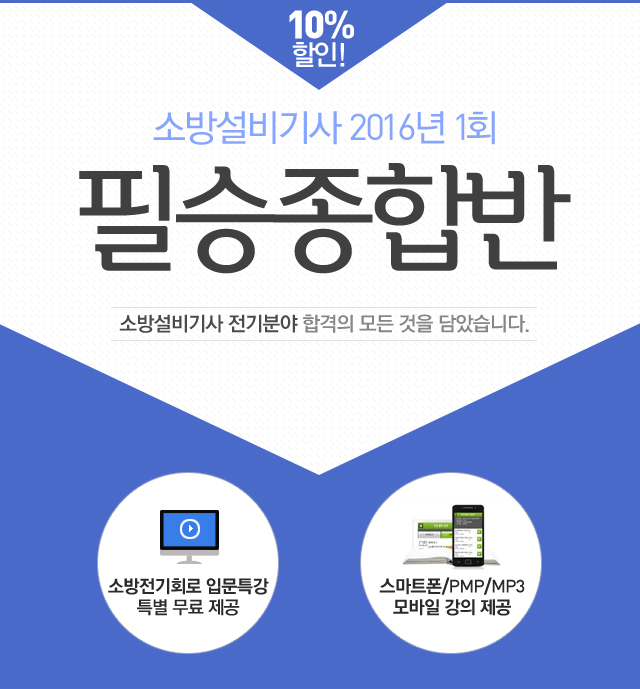 10%
할인!
소방설비기사 2016년 1회
필승종합반
소방설비기사 전기분야 합격의 모든 것을 담았습니다.
소방전기회로 입문특강
특별 무료 제공
스마트폰/PMP/MP3
모바일 강의 제공